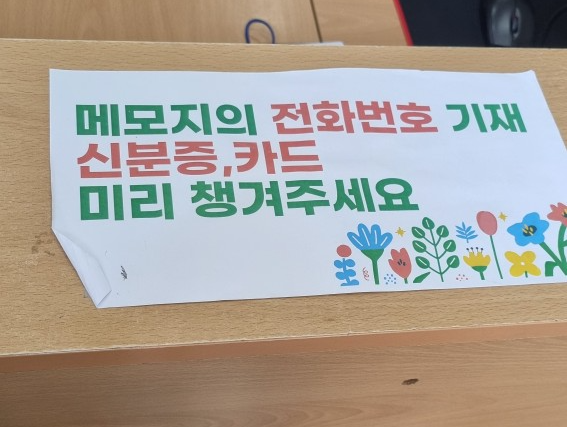 메모지의 전화번호 기재
신분증,카드
미리 챙겨주세요